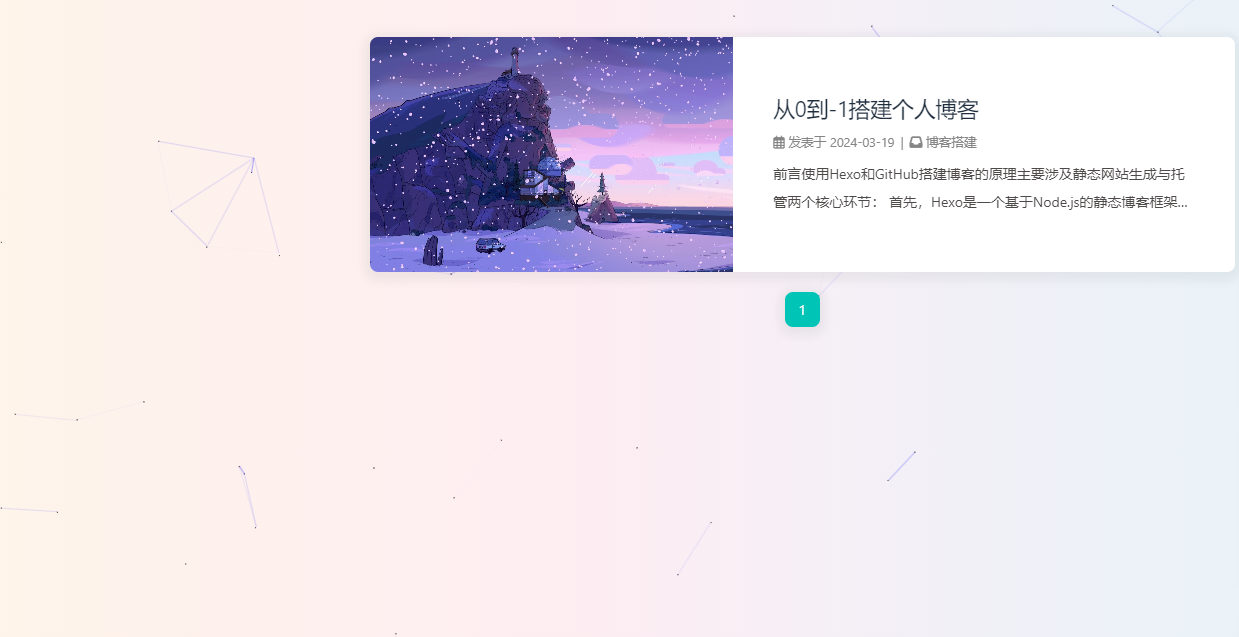 从0到-1搭建个人博客
发表于 2024-03-19 | 博客搭建
前言使用Hexo和GitHub搭建博客的原理主要涉及静态网站生成与托
管两个核心环节： 首先，Hexo是一个基于Node.js的静态博客框架...
1